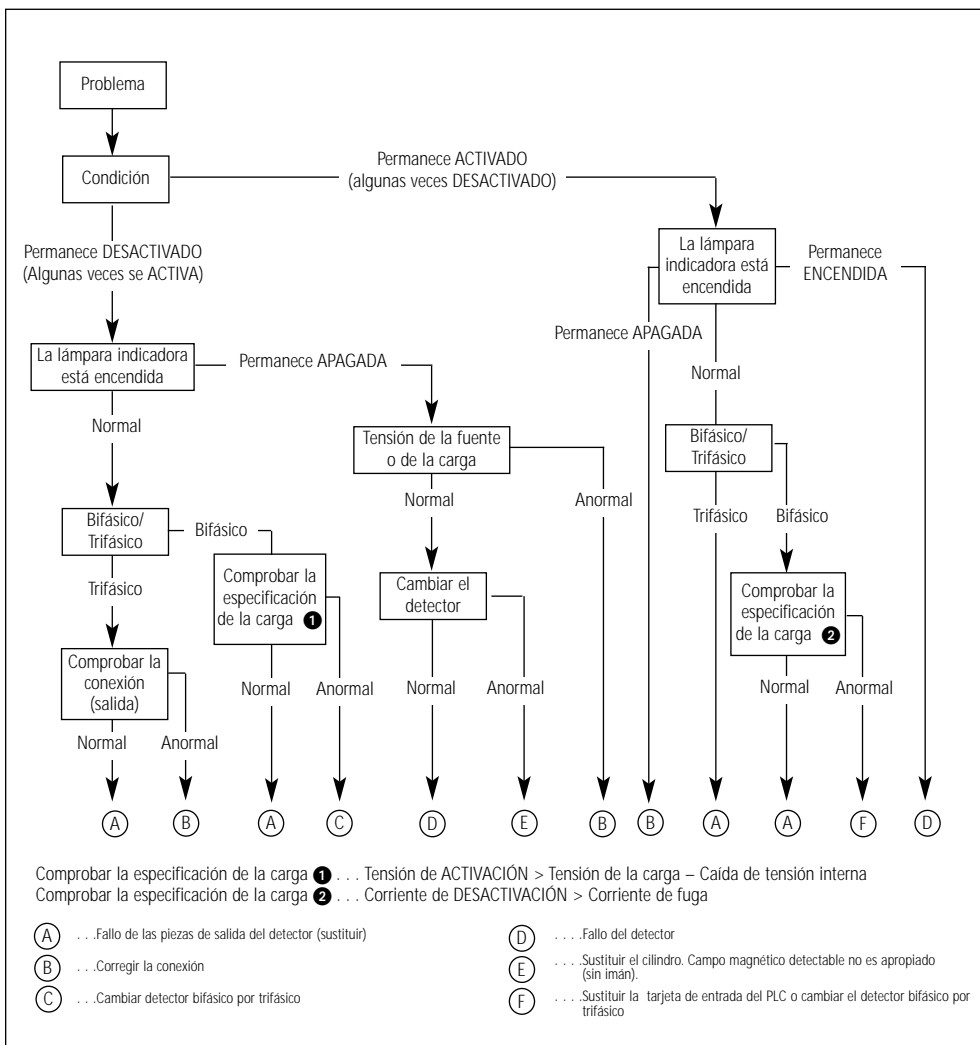 Problema
Condición
Permanece ACTIVADO
(algunas veces DESACTIVADO)
Permanece DESACTIVADO
(Algunas veces se ACTIVA)
La lámpara
indicadora está
encendida
Permanece
ENCENDIDA
Permanece APAGADA
La lámpara indicadora
está encendida
Permanece APAGADA
Normal
Normal
Tensión de la fuente
o de la carga
Bifásico/
Trifásico
Normal
Anormal
Trifásico
Bifásico
Bifásico/
Trifásico
Bifásico
Trifásico
Comprobar la
especificación
de la carga ❶
Cambiar el
detector
Comprobar la
especificación
de la carga ❷
Comprobar la
conexión
(salida)
Normal
Anormal
Normal
Anormal
Normal
Anormal
Normal
Anormal
A
B
A
C
D
E
B
B
A
A
F
D
Comprobar la especificación de la carga ❶ . . . Tensión de ACTIVACIÓN > Tensión de la carga – Caída de tensión interna
Comprobar la especificación de la carga ❷ . . . Corriente de DESACTIVACIÓN > Corriente de fuga
A . . .Fallo de las piezas de salida del detector (sustituir)
B . . .Corregir la conexión
C . . .Cambiar detector bifásico por trifásico
D . . . .Fallo del detector
E . . . .Sustituir el cilindro. Campo magnético detectable no es apropiado
(sin imán).
F . . . .Sustituir la tarjeta de entrada del PLC o cambiar el detector bifásico por
trifásico